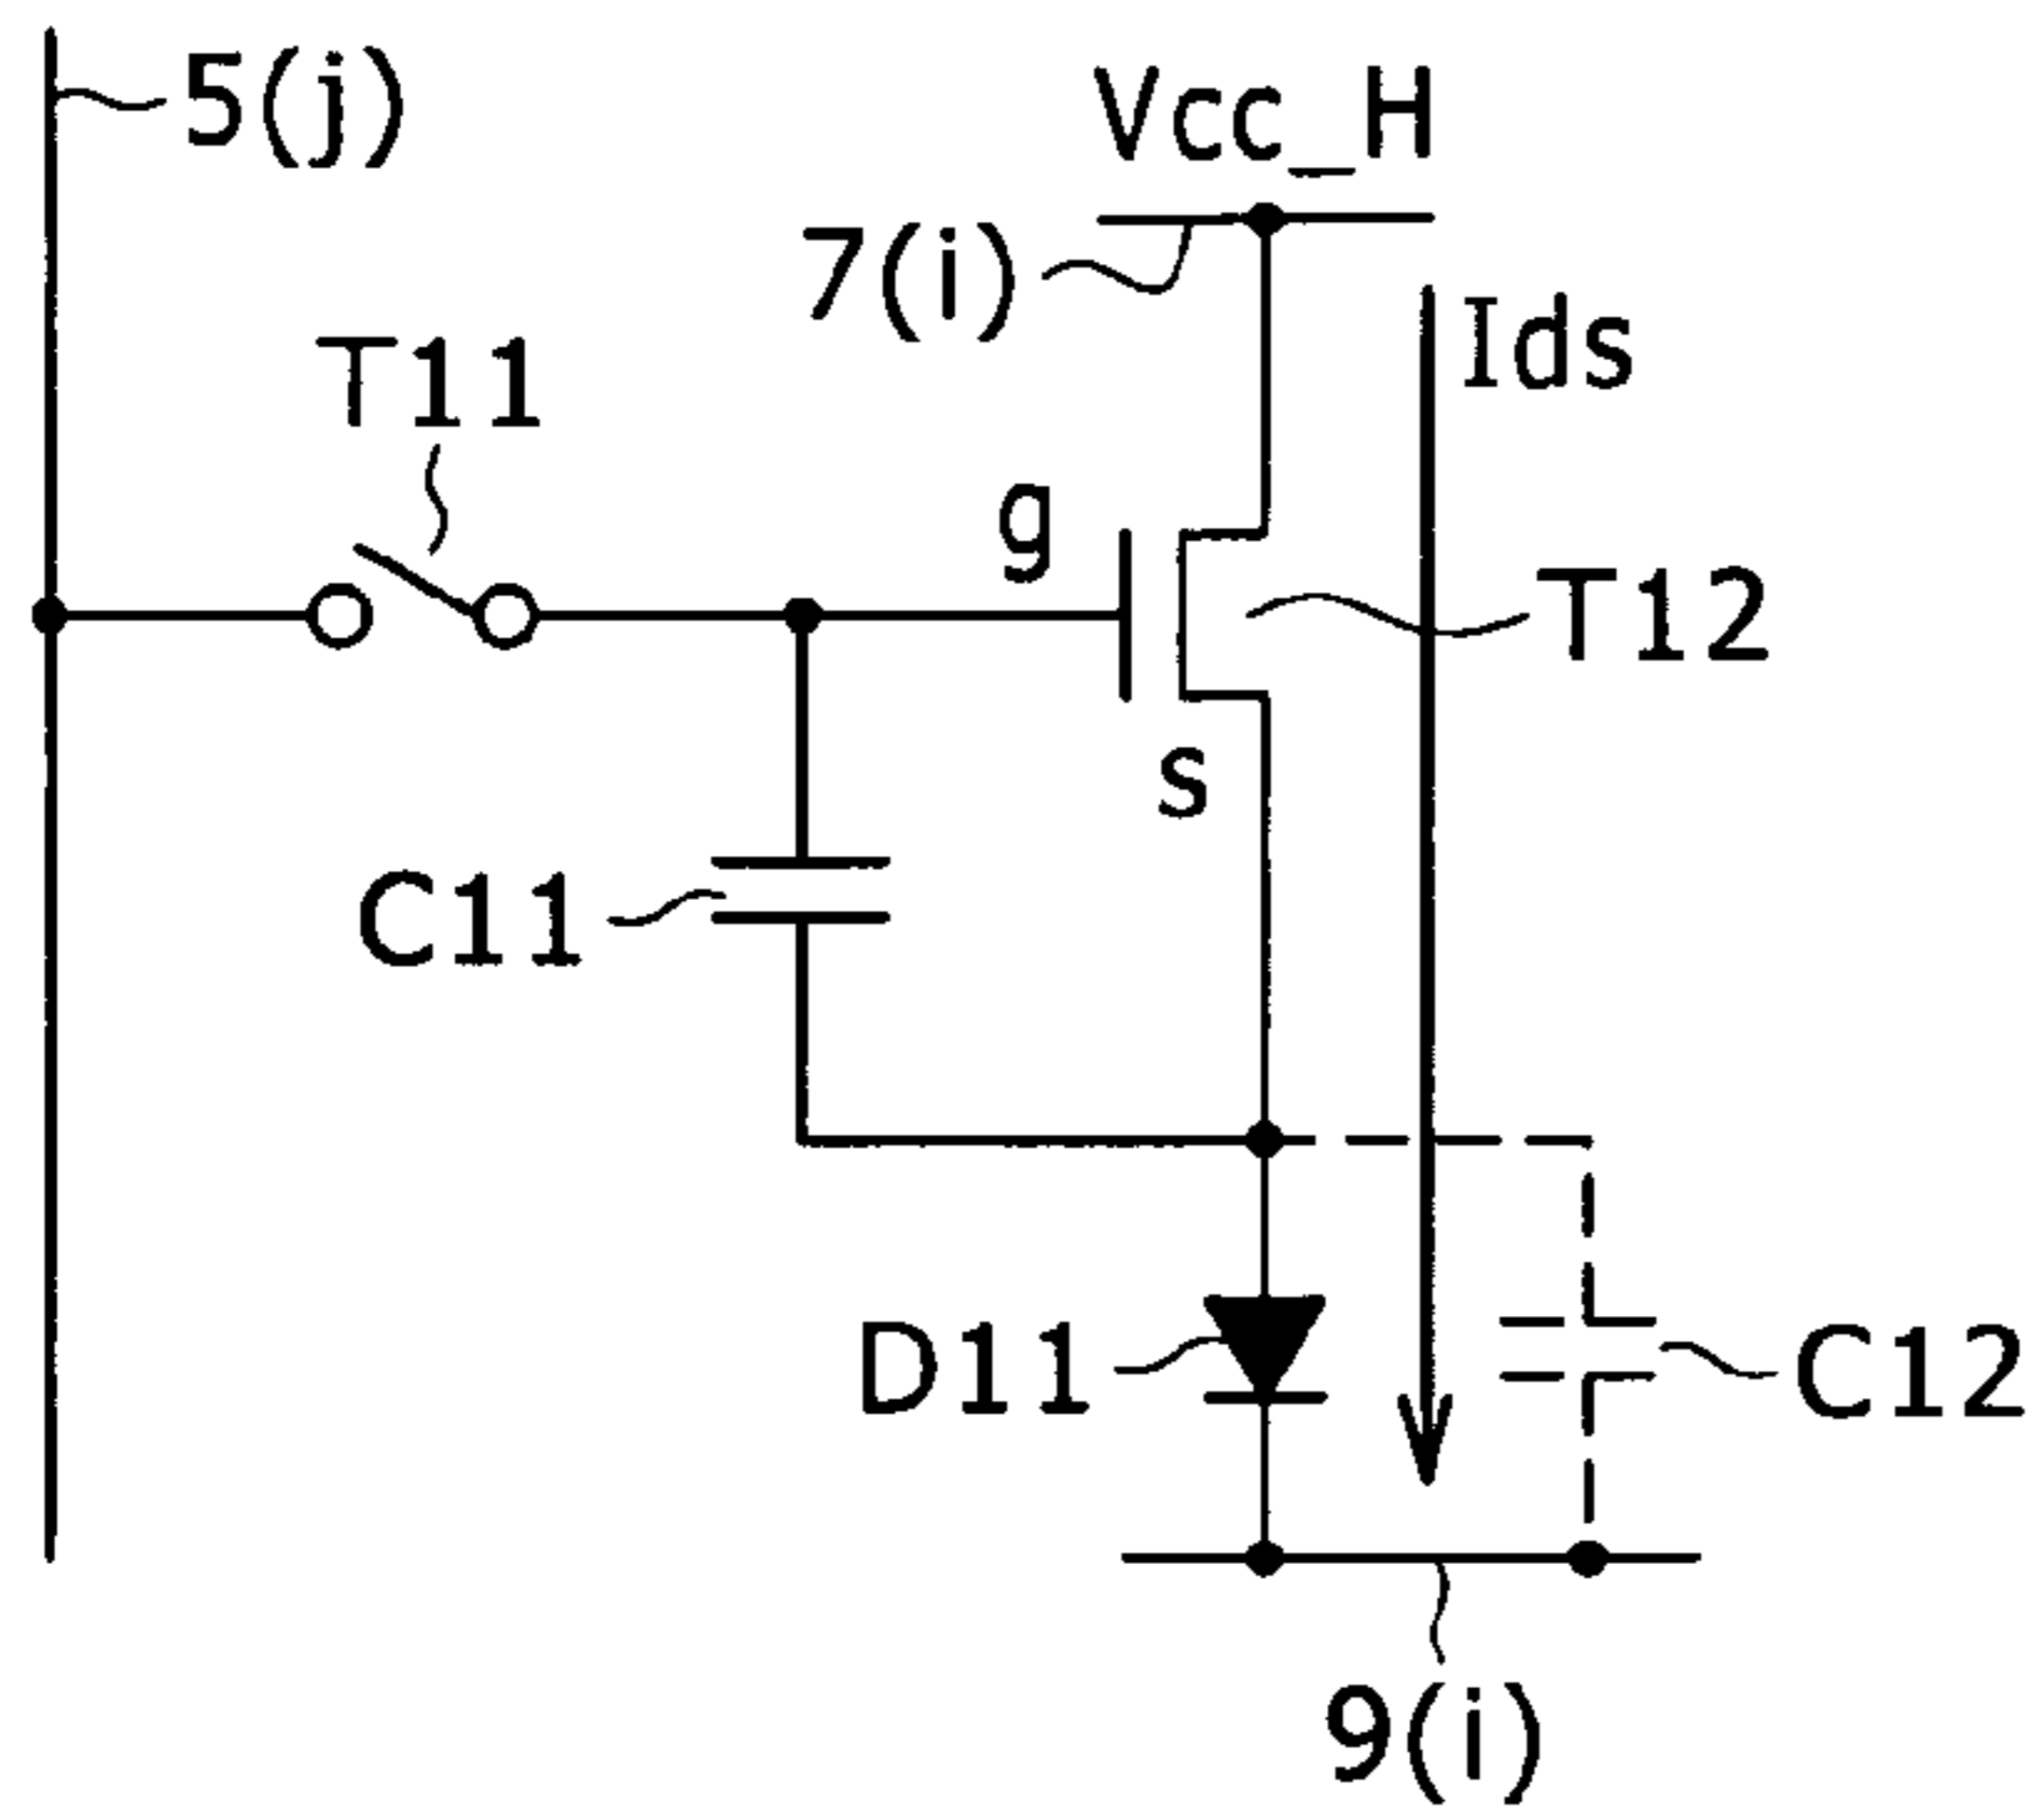 5(j)
Vcc_H
7(i)
Ids
T11
g
T12
s
C11
D11
C12
9(i)